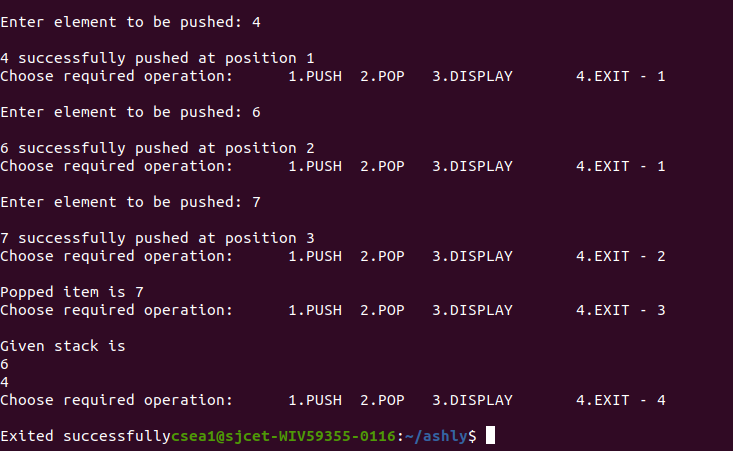 Enter element to be pushed: 4
4 successfully pushed at position 1
Choose required operation: 1.PUSH 2.POP 3.DISPLAY 4.EXIT - 1
Enter element to be pushed: 6
6 successfully pushed at position 2
Choose required operation: 1.PUSH 2.POP 3.DISPLAY 4.EXIT - 1
Enter element to be pushed: 7
7 successfully pushed at position 3
Choose required operation: 1.PUSH 2.POP 3.DISPLAY 4.EXIT - 2
Popped item is 7
Choose required operation: 1.PUSH 2.POP 3.DISPLAY 4.EXIT - 3
Given stack is
6
4
Choose required operation: 1.PUSH 2.POP 3.DISPLAY 4.EXIT - 4
Exited successfullycsea1@sjcet-WIV59355-0116:~/ashly$